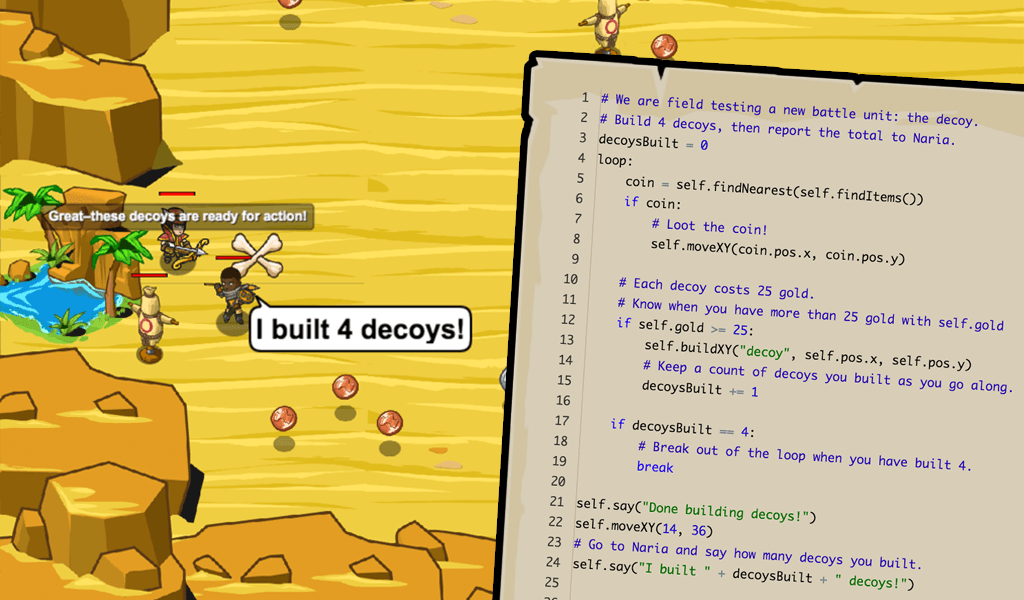 Great–these decoys are ready for action!
I built 4 decoys!
1 # We are field testing a new battle unit: the decoy.
2 # Build 4 decoys, then report the total to Naria.
3 decoysBuilt = 0
4 loop:
5 coin = self.findNearest(self.findItems())
6 if coin:
7 # Loot the coin!
8 self.moveXY(coin.pos.x, coin.pos.y)
9
10 # Each decoy costs 25 gold.
11 # Know when you have more than 25 gold with self.gold
12 if self.gold >= 25:
13 self.buildXY("decoy", self.pos.x, self.pos.y)
14 # Keep a count of decoys you built as you go along.
15 decoysBuilt += 1
16
17 if decoysBuilt == 4:
18 # Break out of the loop when you have built 4.
19 break
20
21 self.say("Done building decoys!")
22 self.moveXY(14, 36)
23 # Go to Naria and say how many decoys you built.
24 self.say("I built " + decoysBuilt + " decoys!")
25